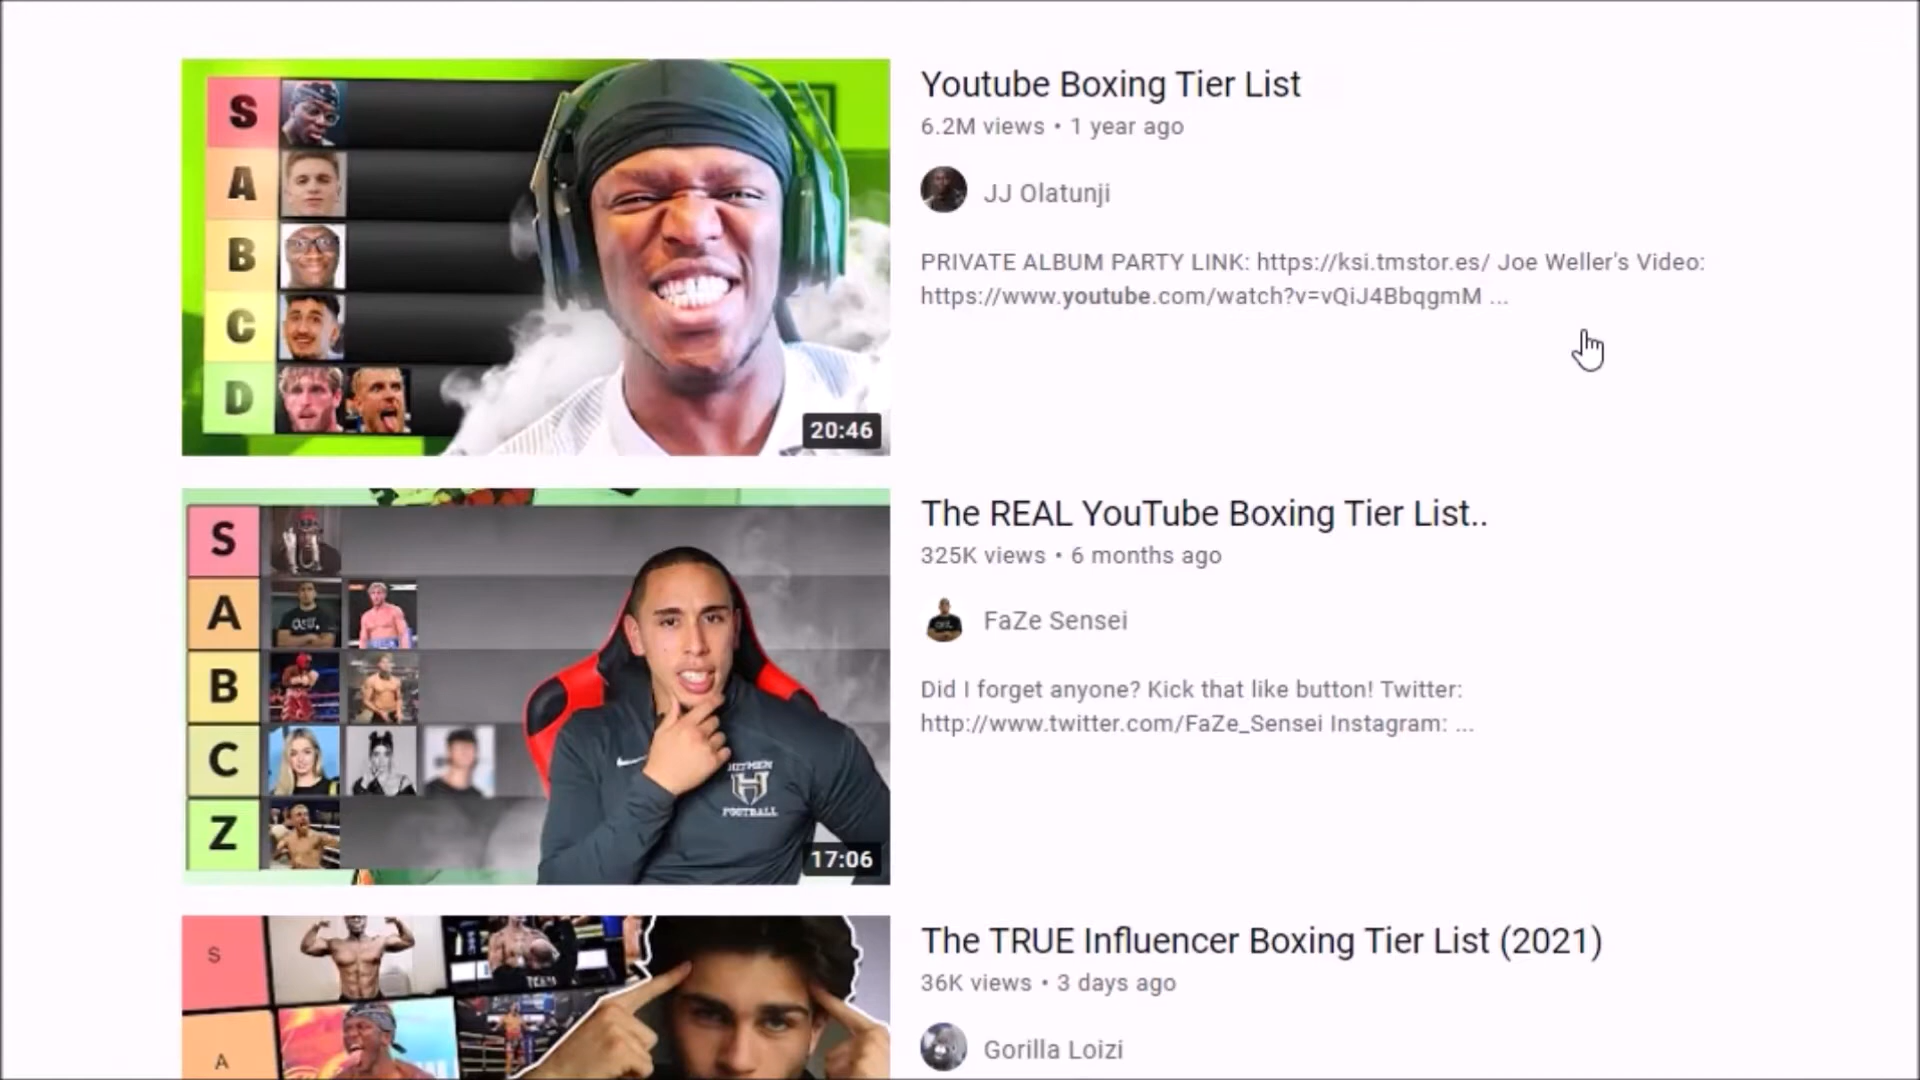 S
A
B
C
D
20:46
Youtube Boxing Tier List
6.2M views • 1 year ago
JJ Olatunji
PRIVATE ALBUM PARTY LINK: https://ksi.tmstor.es/ Joe Weller's Video:
https://www.youtube.com/watch?v=vQiJ4BbqgmM ...
S
A
B
C
Z
HITMEN
FOOTBALL
17:06
The REAL YouTube Boxing Tier List..
325K views • 6 months ago
FaZe Sensei
Did I forget anyone? Kick that like button! Twitter:
http://www.twitter.com/FaZe_Sensei Instagram: ...
S
A
TEAM
The TRUE Influencer Boxing Tier List (2021)
36K views • 3 days ago
Gorilla Loizi